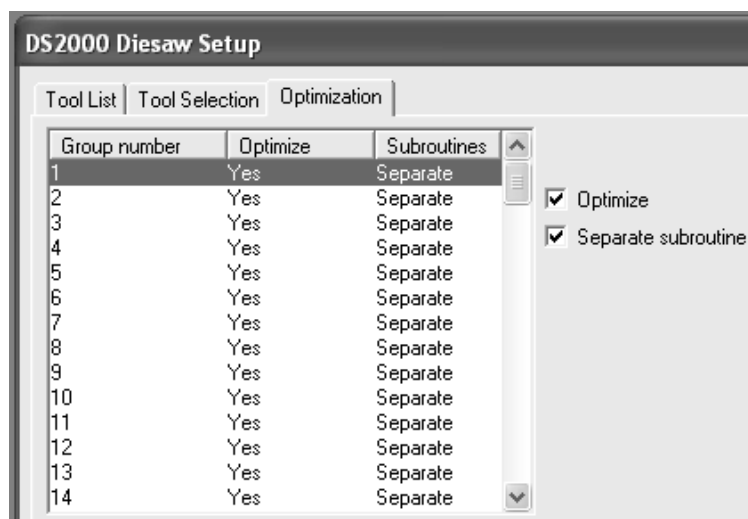 DS2000 Diesaw Setup
Tool List Tool Selection Optimization
Group number Optimize Subroutines
1 Yes Separate
2 Yes Separate
3 Yes Separate
4 Yes Separate
5 Yes Separate
6 Yes Separate
7 Yes Separate
8 Yes Separate
9 Yes Separate
10 Yes Separate
11 Yes Separate
12 Yes Separate
13 Yes Separate
14 Yes Separate
Optimize
Separate subroutine